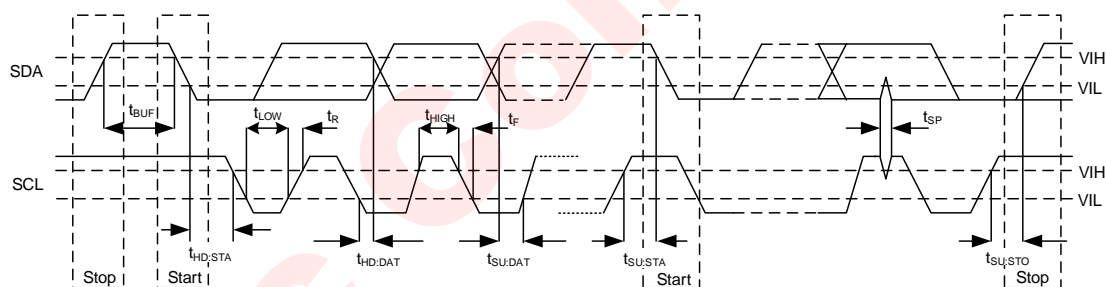 SDA
VIH
VIL
tBUF
tLOW
tR
tHIGH
tF
tSP
SCL
VIH
VIL
tHD:STA
tHD:DAT
tSU:DAT
tSU:STA
tSU:STO
Stop
Start
Start
Stop